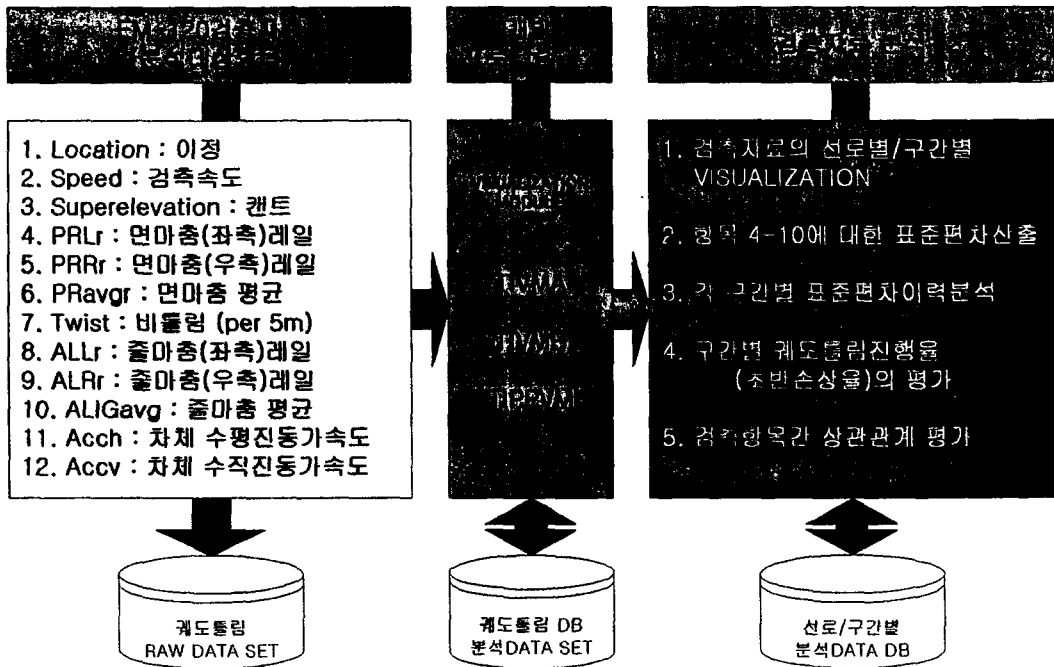 1. Location : 이정
2. Speed : 검측속도
3. Superelevation : 캔트
4. PRLr : 면마춤(좌측)레일
5. PRRr : 면마춤(우측)레일
6. PRavgr : 면마춤 평균
7. Twist : 비틀림 (per 5m)
8. ALLr : 줄마춤(좌측)레일
9. ALRr : 줄마춤(우측)레일
10. ALIGavg : 줄마춤 평균
11. Acch : 차체 수평진동가속도
12. Accv : 차체 수직진동가속도
궤도틀림
RAW DATA SET
궤도틀림 DB
분석DATA SET
1. 검측자료의 선로별/구간별
VISUALIZATION
2. 항목 4-10에 대한 표준편차산출
3. 각 구간별 표준편차이력분석
4. 구간별 궤도틀림진행율
(초반손상율)의 평가
5. 검측항목간 상관관계 평가
선로/구간별
분석DATA DB